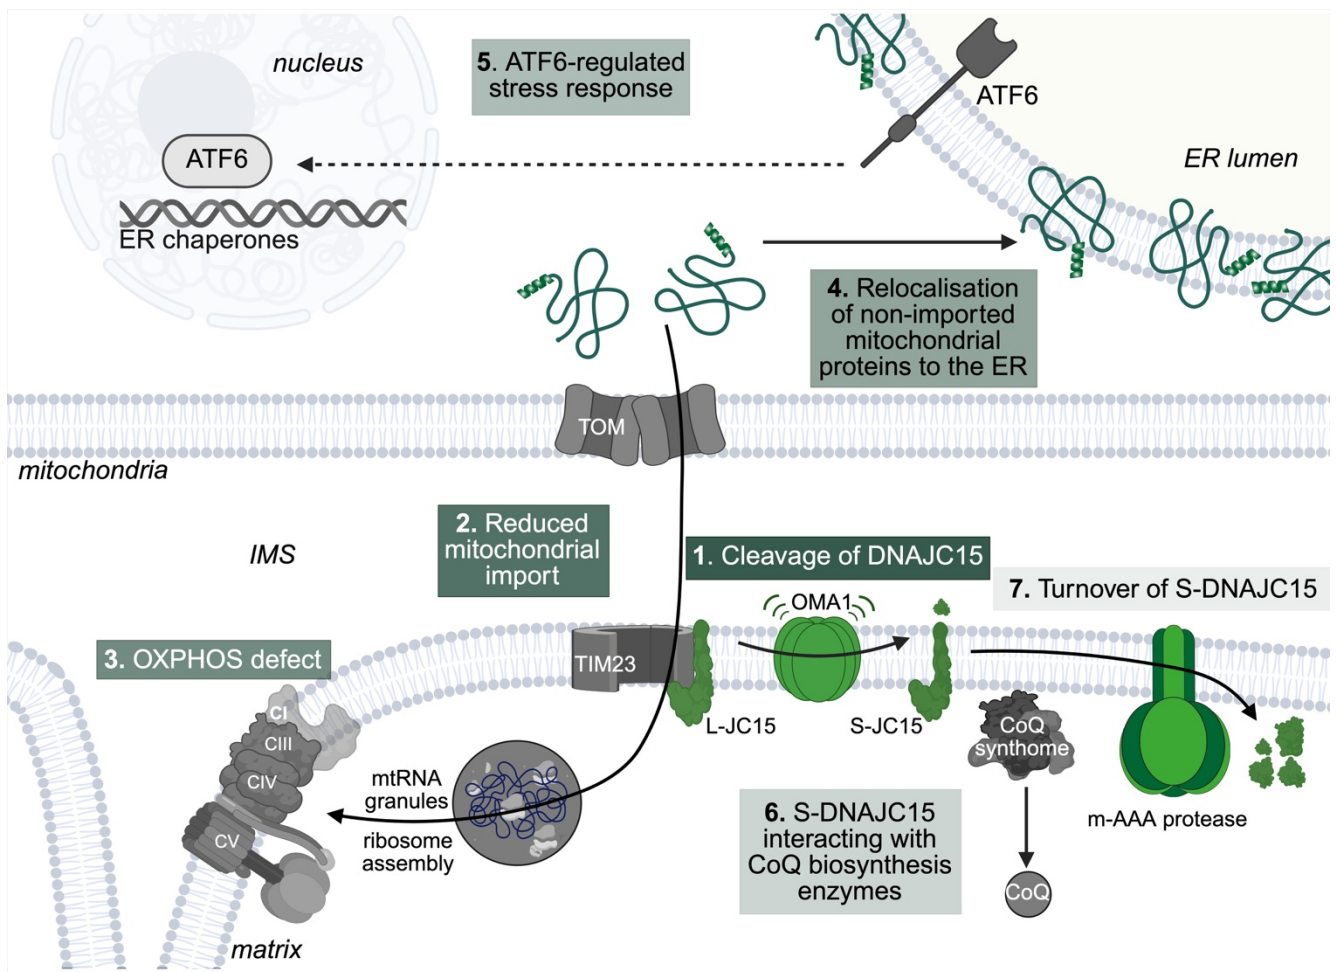 nucleus
5. ATF6-regulated
stress response
ATF6
ER lumen
ATF6
ER chaperones
4. Relocalisation
of non-imported
mitochondrial
proteins to the ER
TOM
mitochondria
IMS
2. Reduced
mitochondrial
import
1. Cleavage of DNAJC15
OMA1
7. Turnover of S-DNAJC15
3. OXPHOS defect
TIM23
L-JC15
S-JC15
CI
CIII
CIV
CV
mtRNA
granules
ribosome
assembly
CoQ
synthome
m-AAA protease
6. S-DNAJC15
interacting with
CoQ biosynthesis
enzymes
CoQ
matrix